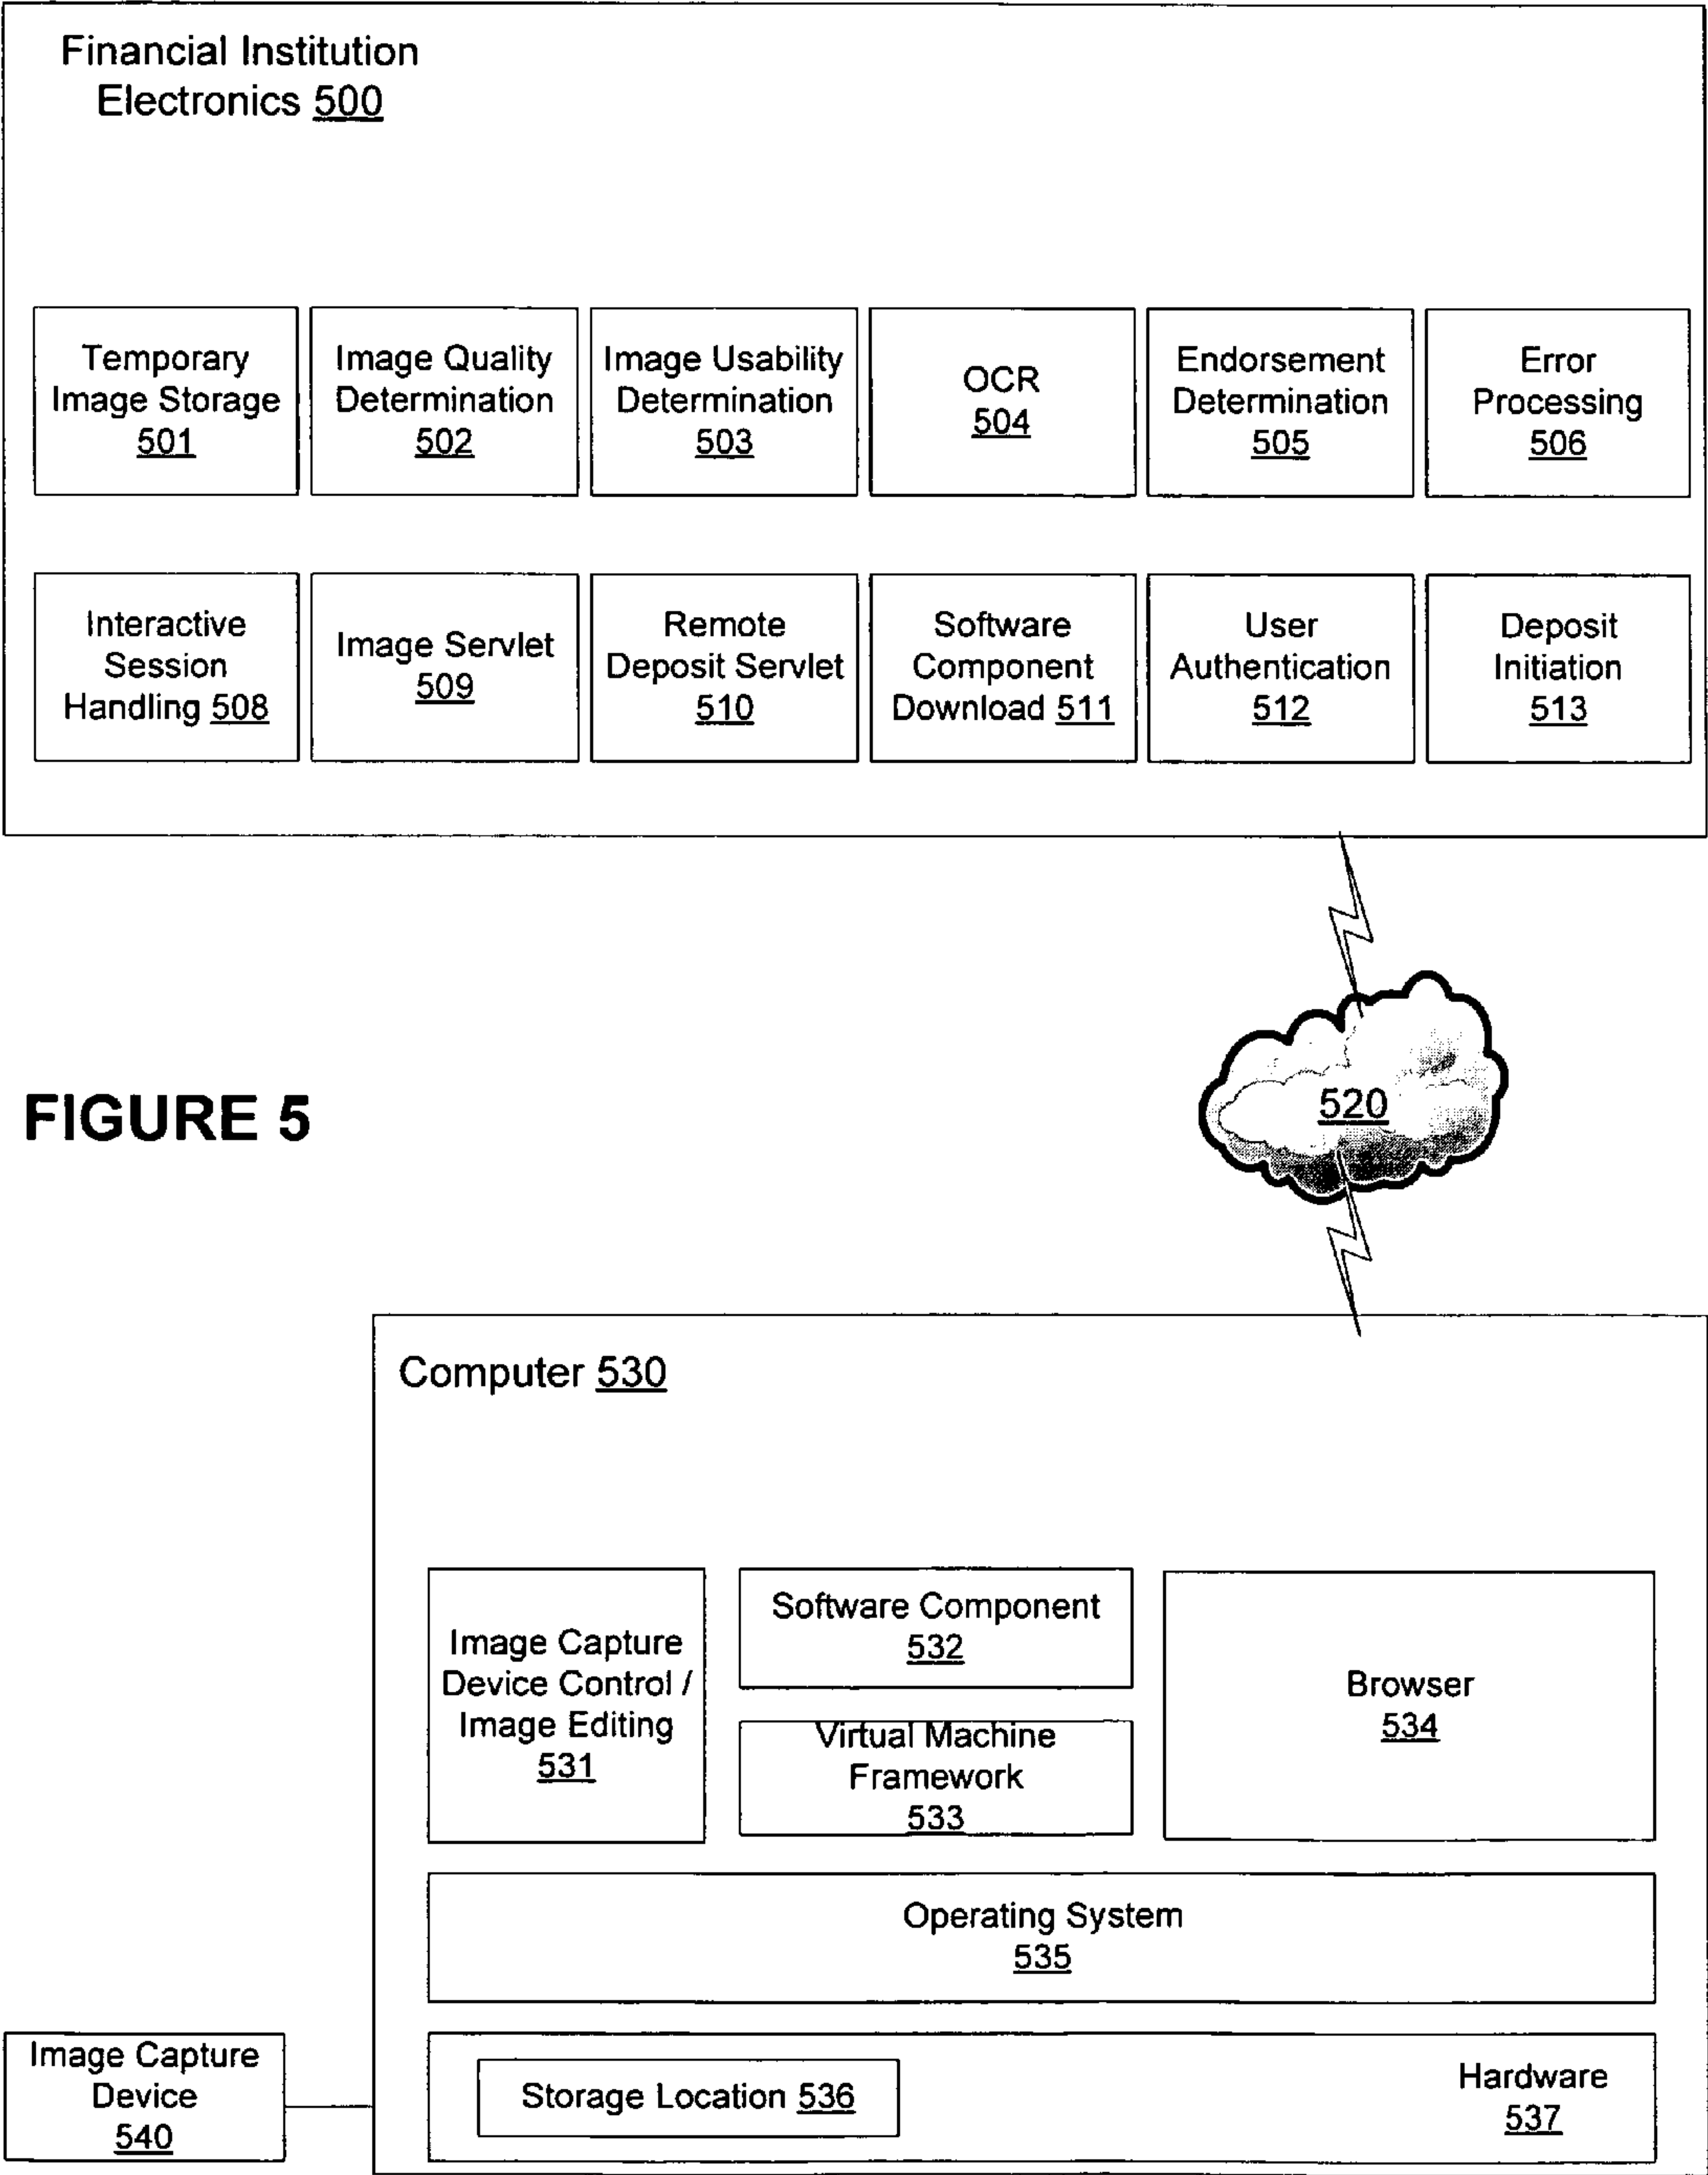 Financial Institution
Electronics 500
Temporary
Image Storage
501
Image Quality
Determination
502
Image Usability
Determination
503
OCR
504
Endorsement
Determination
505
Error
Processing
506
Interactive
Session
Handling 508
Image Servlet
509
Remote
Deposit Servlet
510
Software
Component
Download 511
User
Authentication
512
Deposit
Initiation
513
520
FIGURE 5
Computer 530
Image Capture
Device Control /
Image Editing
531
Software Component
532
Virtual Machine
Framework
533
Browser
534
Operating System
535
Image Capture
Device
540
Storage Location 536
Hardware
537